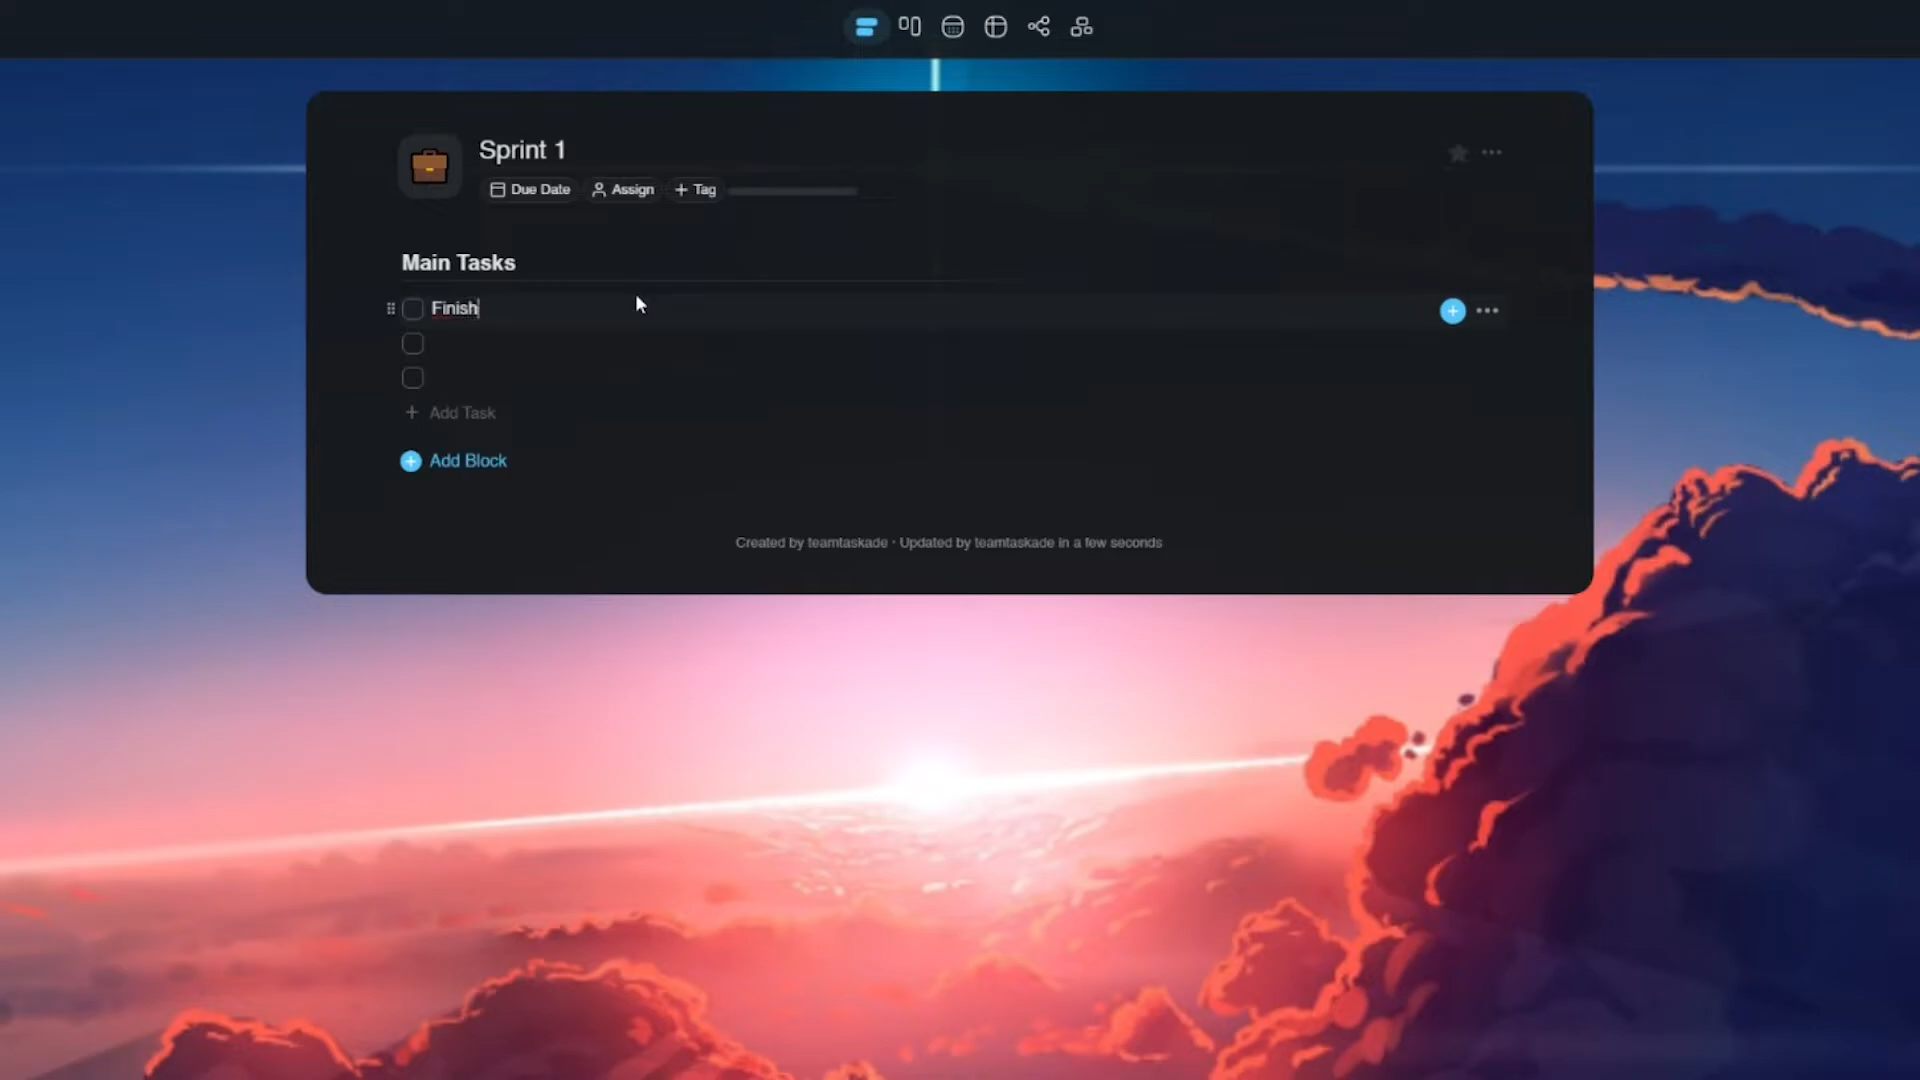 Sprint 1
Due Date Assign + Tag
Main Tasks
Finish
+ Add Task
Add Block
Created by teamtaskade · Updated by teamtaskade in a few seconds